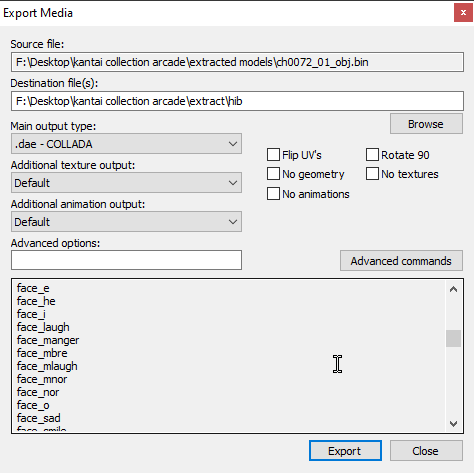 Export Media
x
Source file:
F:\Desktop\kantai collection arcade\extracted models\ch0072_01_obj.bin
Destination file(s):
F:\Desktop\kantai collection arcade\extract\hib
Browse
Main output type:
.dae - COLLADA
Flip UV's
Rotate 90
Additional texture output:
No geometry
No textures
Default
No animations
Additional animation output:
Default
Advanced options:
Advanced commands
face_e
face_he
face_i
face_laugh
face_manger
face_mbre
face_mlaugh
face_mnor
face_nor
face_o
face_sad
face_smile
Export
Close